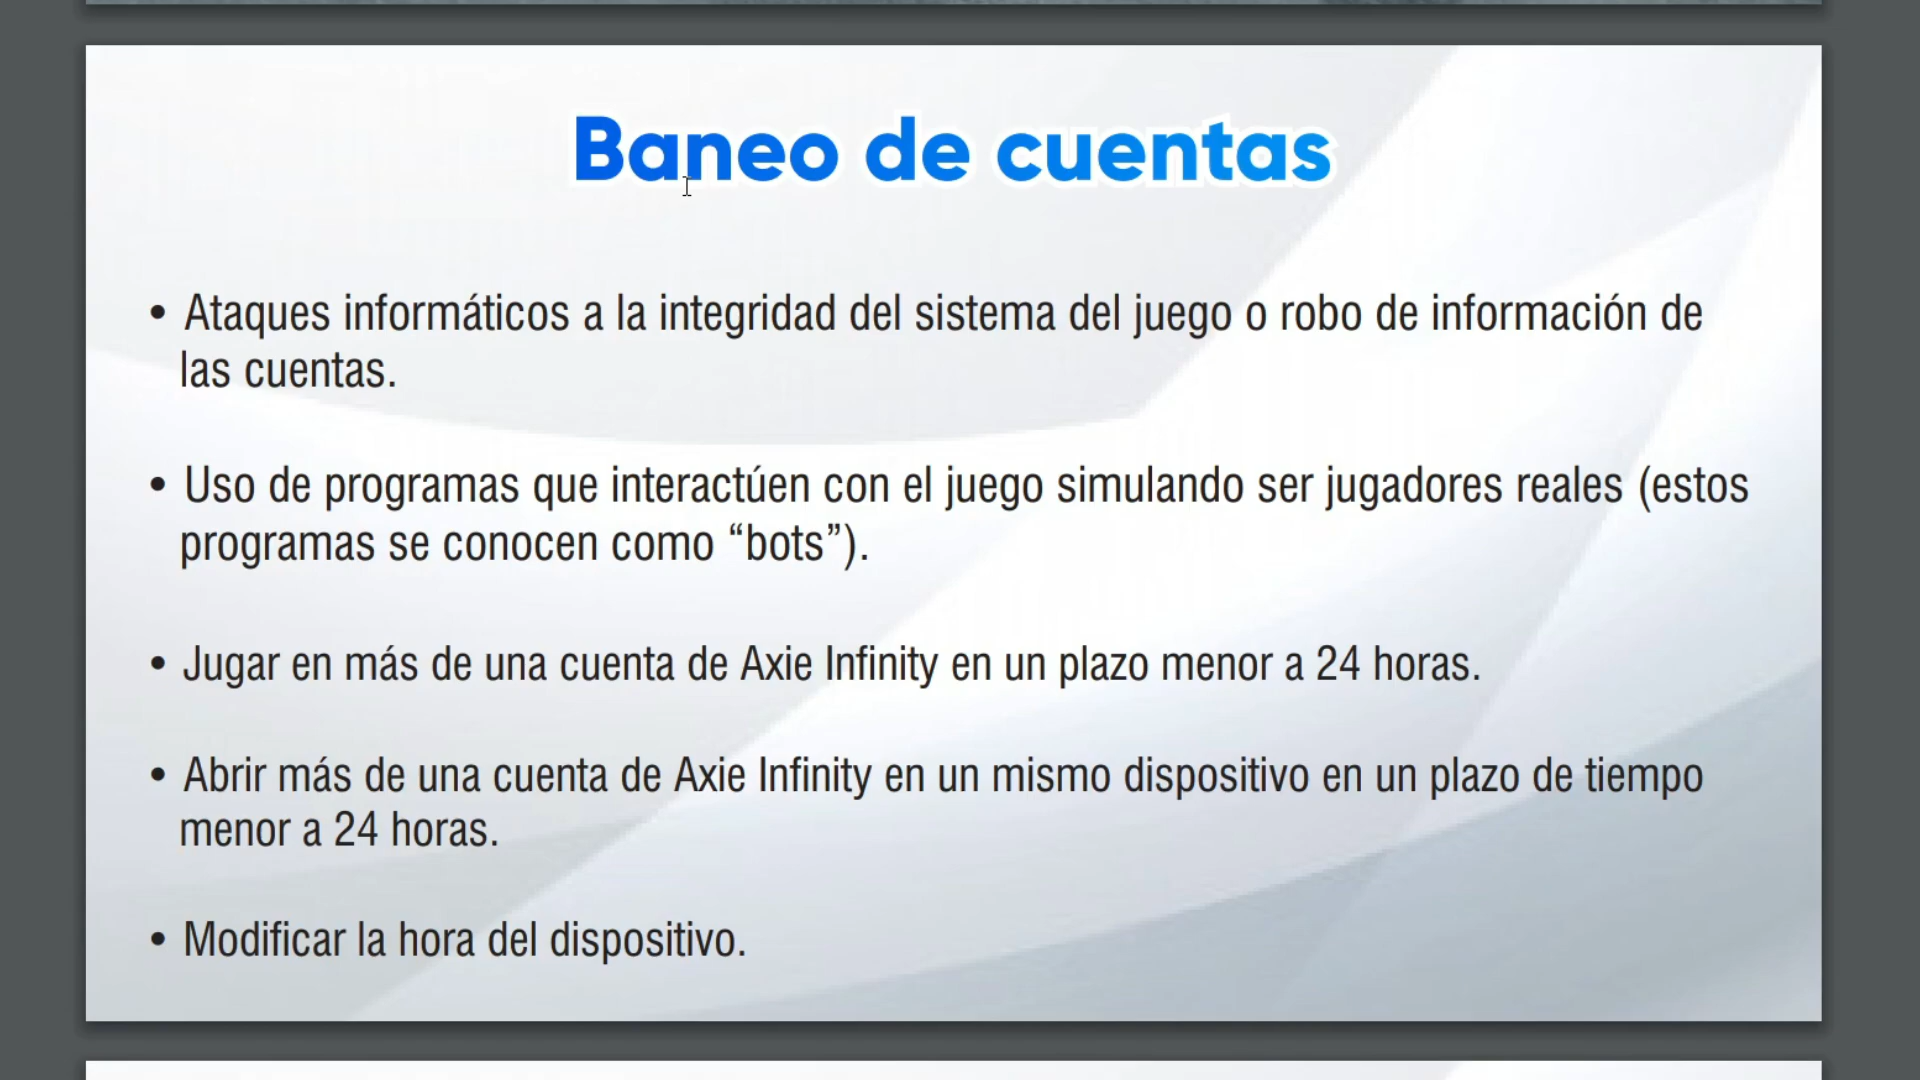 Baneo de cuentas
• Ataques informáticos a la integridad del sistema del juego o robo de información de
las cuentas.
• Uso de programas que interactúen con el juego simulando ser jugadores reales (estos
programas se conocen como “bots”).
• Jugar en más de una cuenta de Axie Infinity en un plazo menor a 24 horas.
• Abrir más de una cuenta de Axie Infinity en un mismo dispositivo en un plazo de tiempo
menor a 24 horas.
• Modificar la hora del dispositivo.